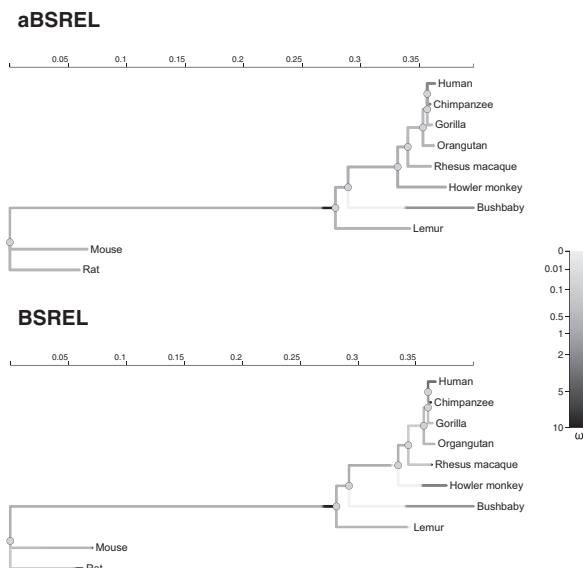 aBSREL
0.05 0.1 0.15 0.2 0.25 0.3 0.35
Human
Chimpanzee
Gorilla
Orangutan
Rhesus macaque
Howler monkey
Bushbaby
Lemur
Mouse
Rat
0
0.01
0.1
0.5
1
2
5
10
ω
BSREL
0.05 0.1 0.15 0.2 0.25 0.3 0.35
Human
Chimpanzee
Gorilla
Organgutan
Rhesus macaque
Howler monkey
Bushbaby
Lemur
Mouse
Rat